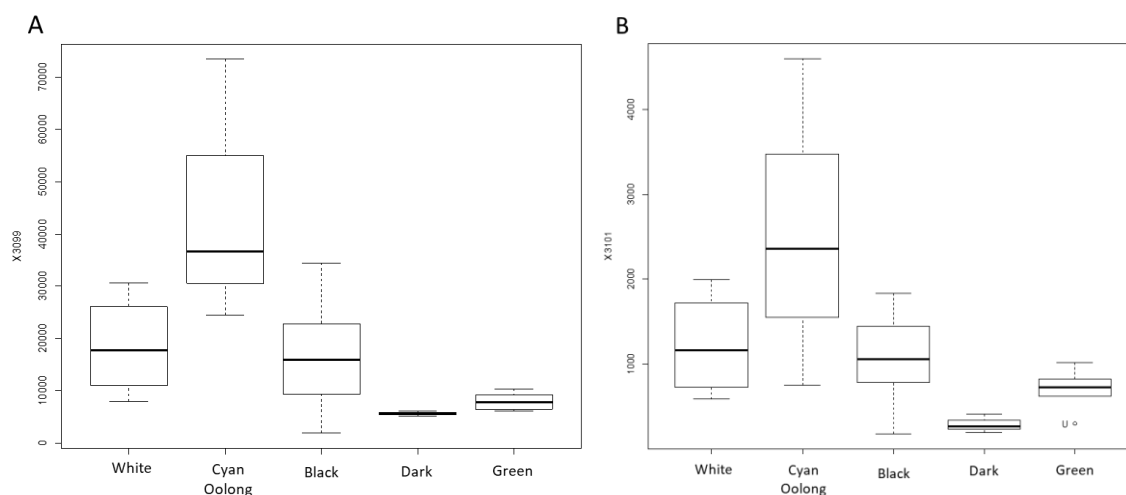 A
X3099
70000
60000
50000
40000
30000
20000
10000
0
White
Cyan
Oolong
Black
Dark
Green
B
X3101
4000
3000
2000
1000
U
White
Cyan
Oolong
Black
Dark
Green